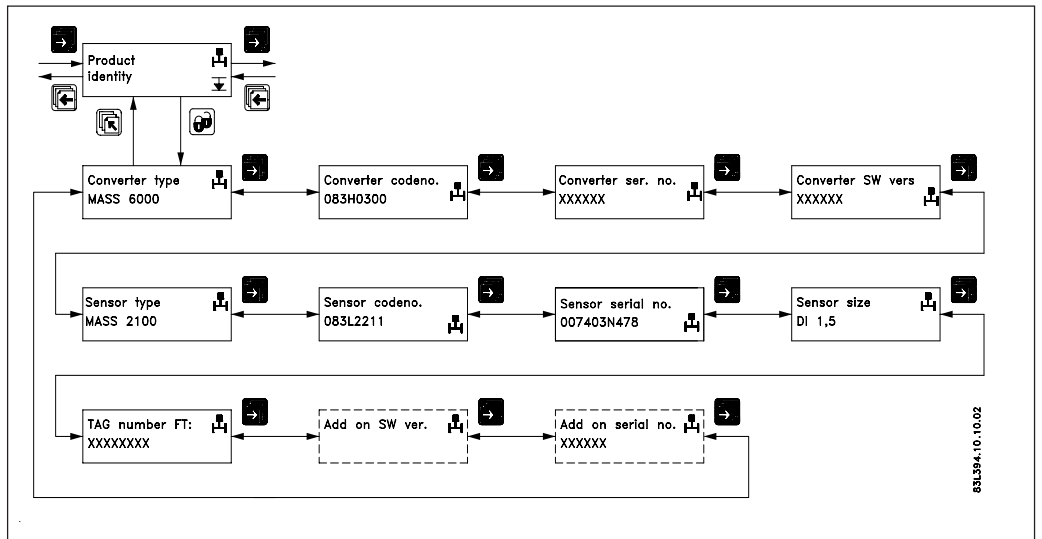 Product
identity
Converter type
MASS 6000
Converter codeno.
083H0300
Converter ser. no.
XXXXXX
Converter SW vers
XXXXXX
Sensor type
MASS 2100
Sensor codeno.
083L2211
Sensor serial no.
007403N478
Sensor size
DI 1,5
TAG number FT:
XXXXXXXX
Add on SW ver.
Add on serial no.
XXXXXX
83L394.10.10.02